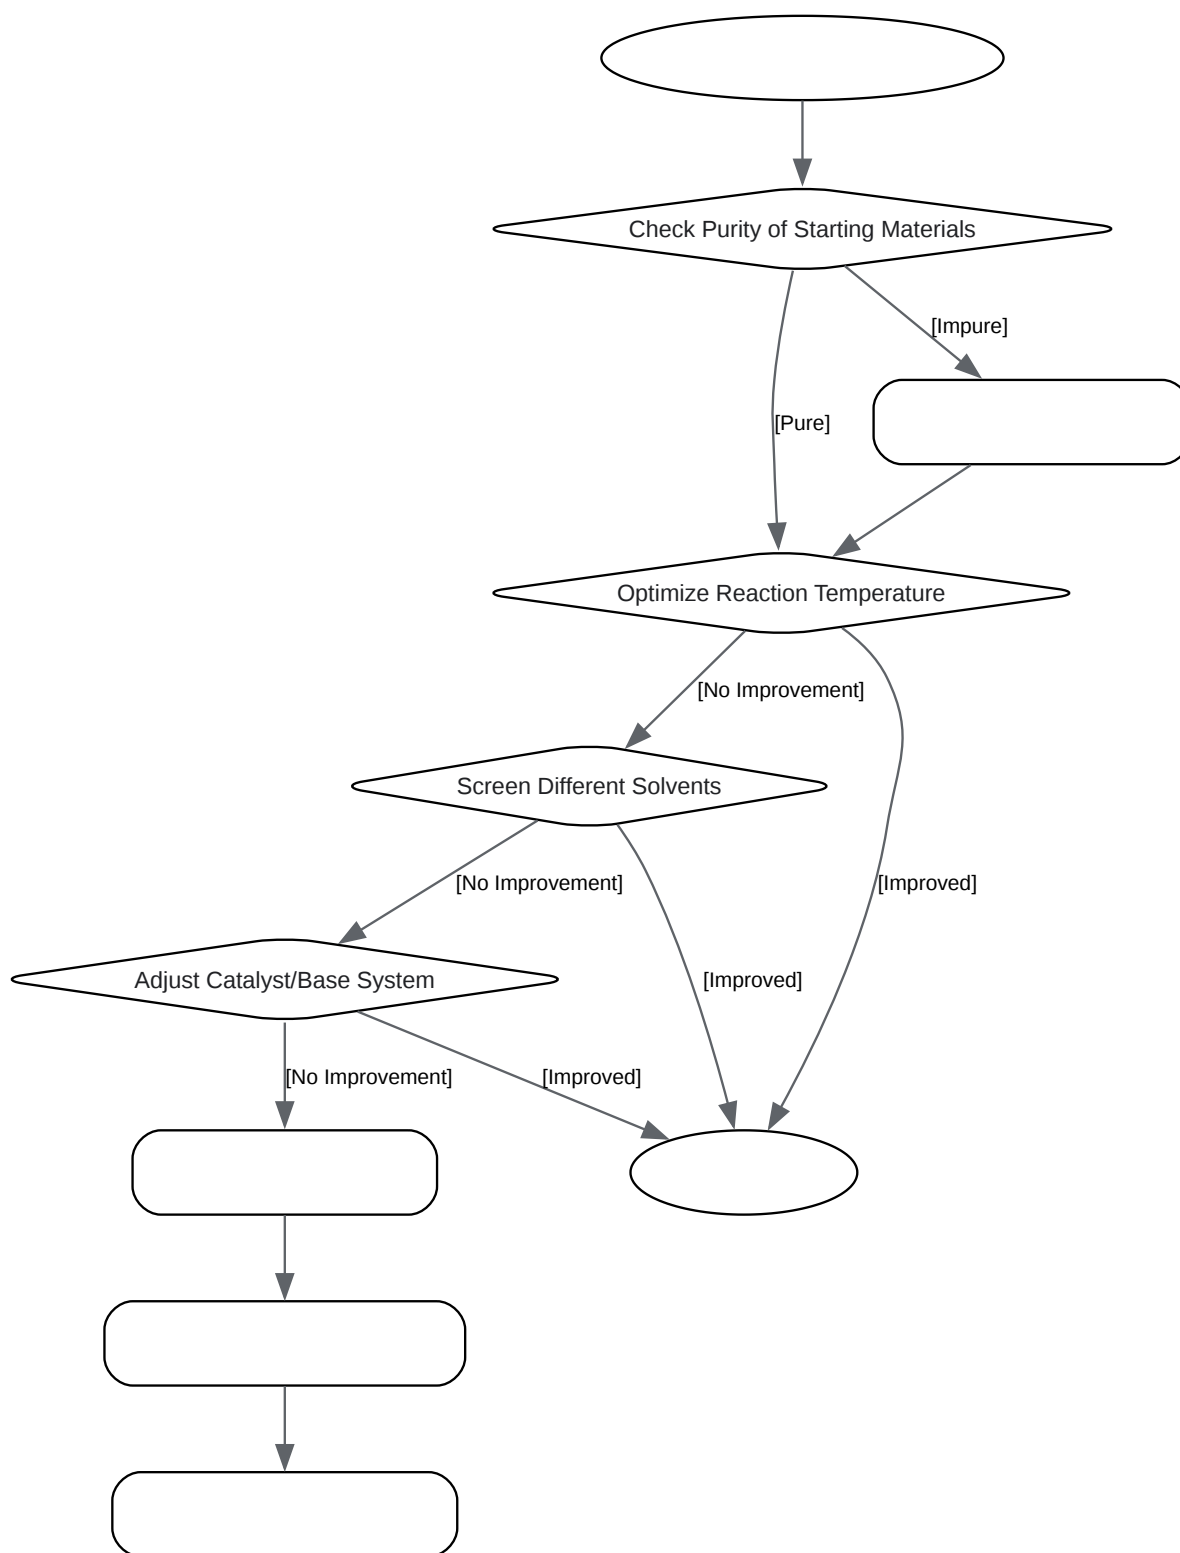 Check Purity of Starting Materials
[Impure]
[Pure]
Optimize Reaction Temperature
[No Improvement]
Screen Different Solvents
[No Improvement]
[Improved]
Adjust Catalyst/Base System
[Improved]
[No Improvement]
[Improved]